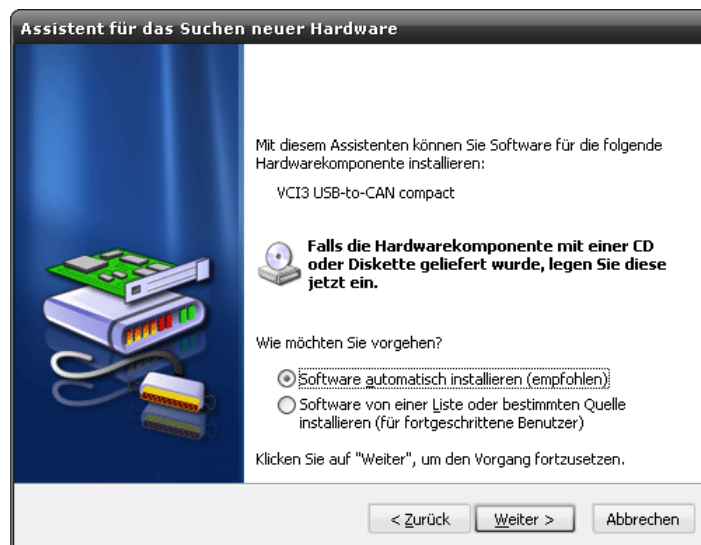 Assistent für das Suchen neuer Hardware
Mit diesem Assistenten können Sie Software für die folgende
Hardwarekomponente installieren:
VCI3 USB-to-CAN compact
Falls die Hardwarekomponente mit einer CD
oder Diskette geliefert wurde, legen Sie diese
jetzt ein.
Wie möchten Sie vorgehen?
Software automatisch installieren (empfohlen)
Software von einer Liste oder bestimmten Quelle
installieren (für fortgeschrittene Benutzer)
Klicken Sie auf "Weiter", um den Vorgang fortzusetzen.
< Zurück Weiter > Abbrechen